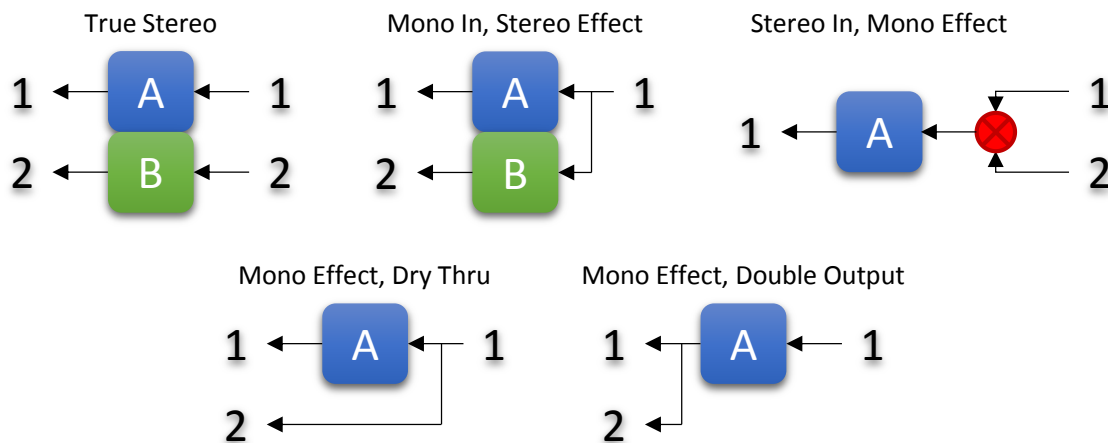 True Stereo
1 A 1
2 B 2
Mono In, Stereo Effect
1 A 1
2 B
Stereo In, Mono Effect
1
1 A
2
Mono Effect, Dry Thru
1 A 1
2
Mono Effect, Double Output
1 A 1
2